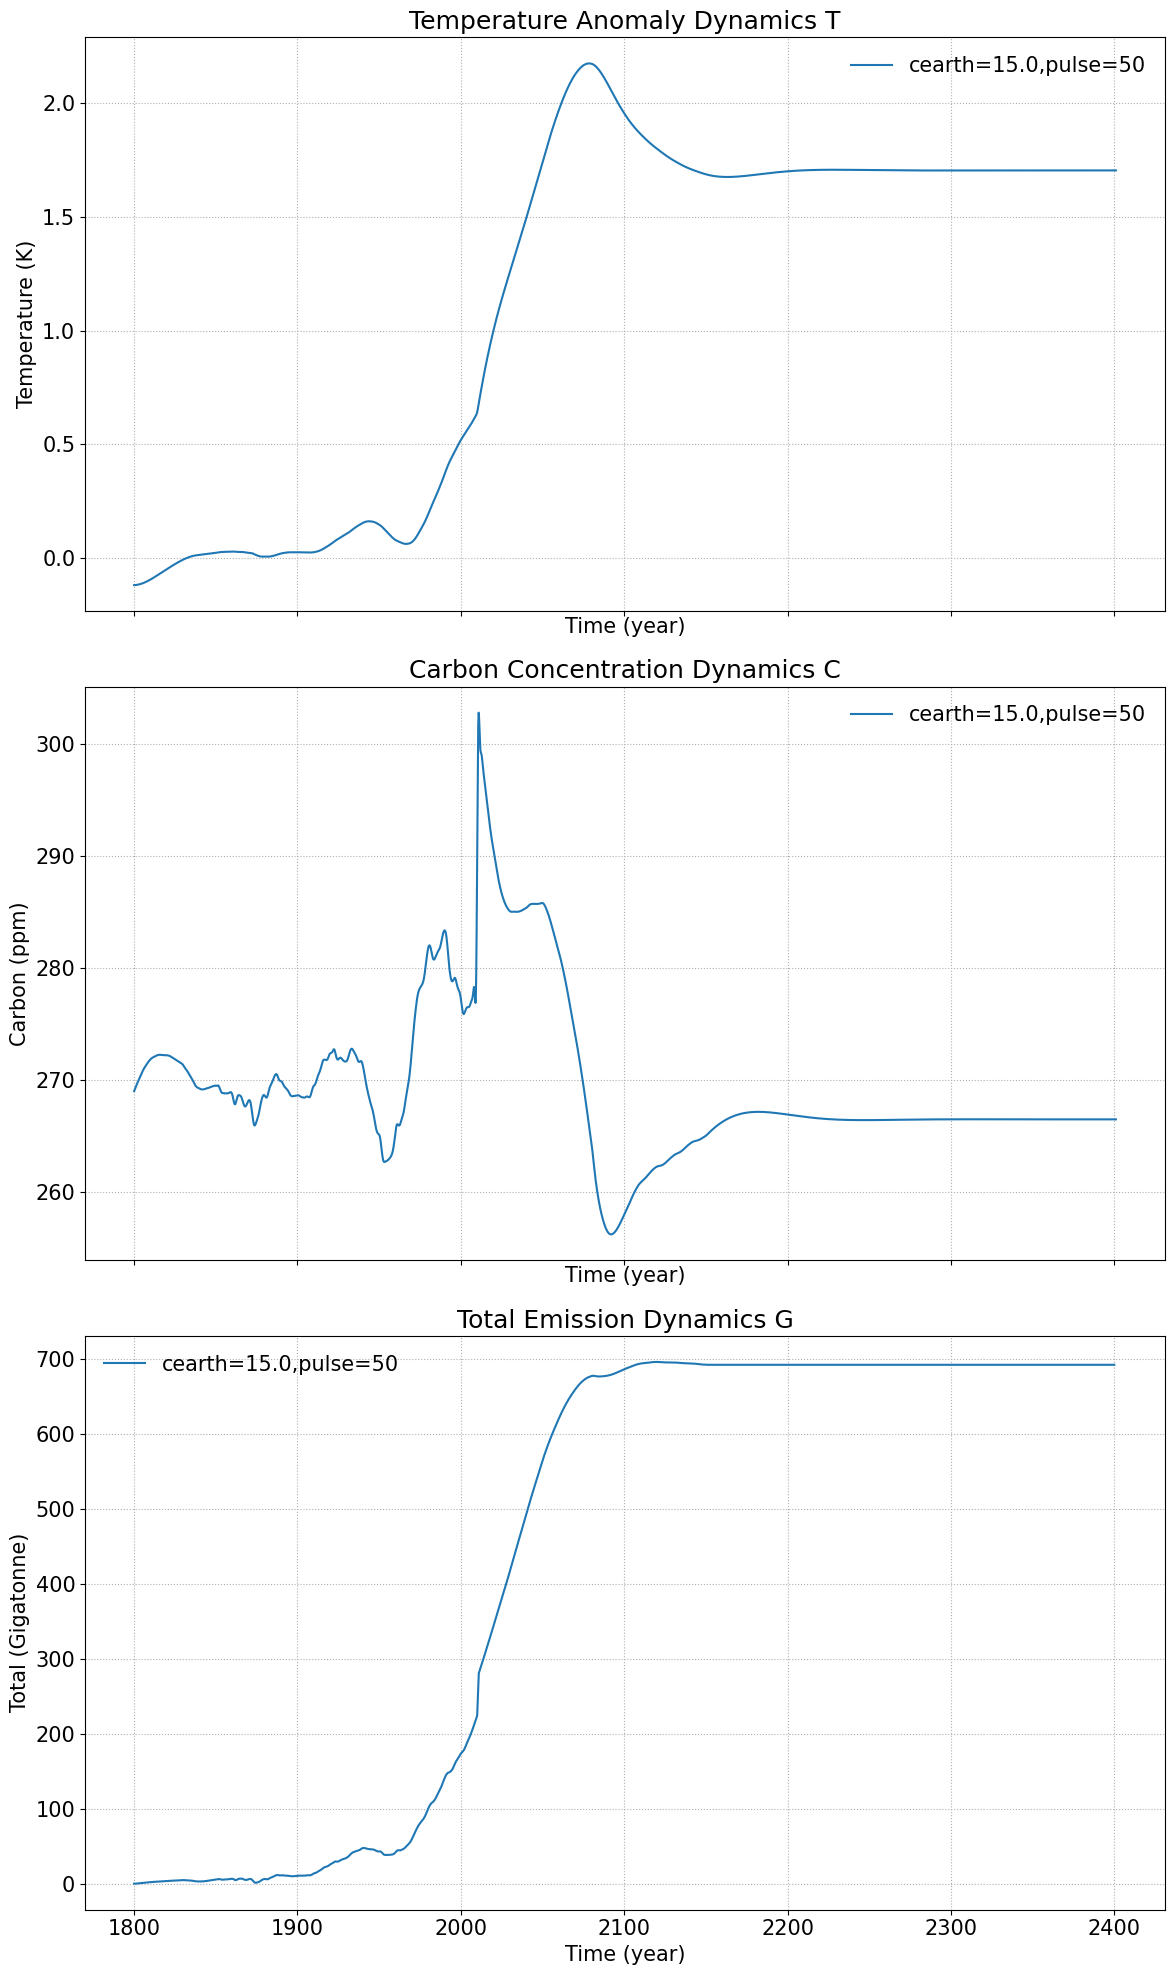 Temperature Anomaly Dynamics T
cearth=15.0,pulse=50
2.0
1.5
1.0
0.5
0.0
Temperature (K)
Time (year)
Carbon Concentration Dynamics C
cearth=15.0,pulse=50
300
290
280
270
260
Carbon (ppm)
Time (year)
Total Emission Dynamics G
cearth=15.0,pulse=50
700
600
500
400
300
200
100
0
Total (Gigatonne)
1800 1900 2000 2100 2200 2300 2400
Time (year)